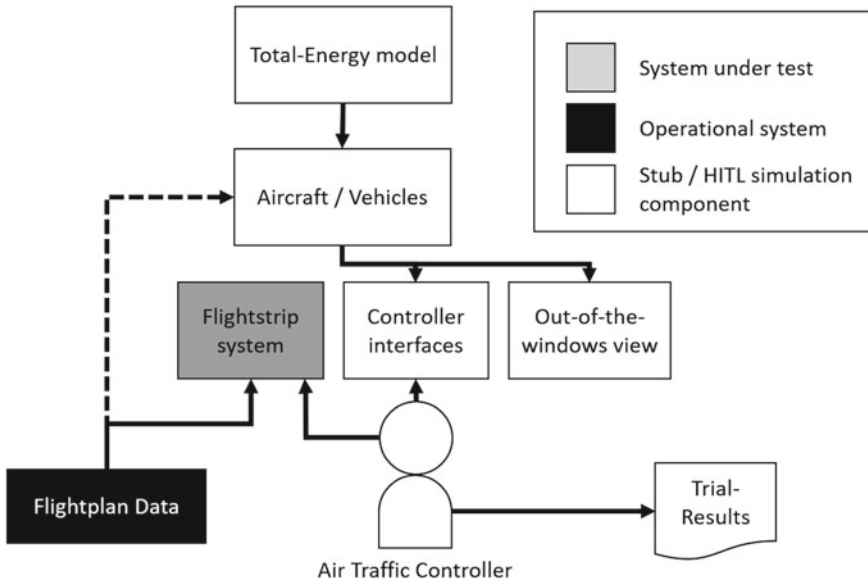 Total-Energy model
System under test
Operational system
Stub / HITL simulation
component
Aircraft / Vehicles
Flightstrip
system
Controller
interfaces
Out-of-the-
windows view
Flightplan Data
Trial-
Results
Air Traffic Controller